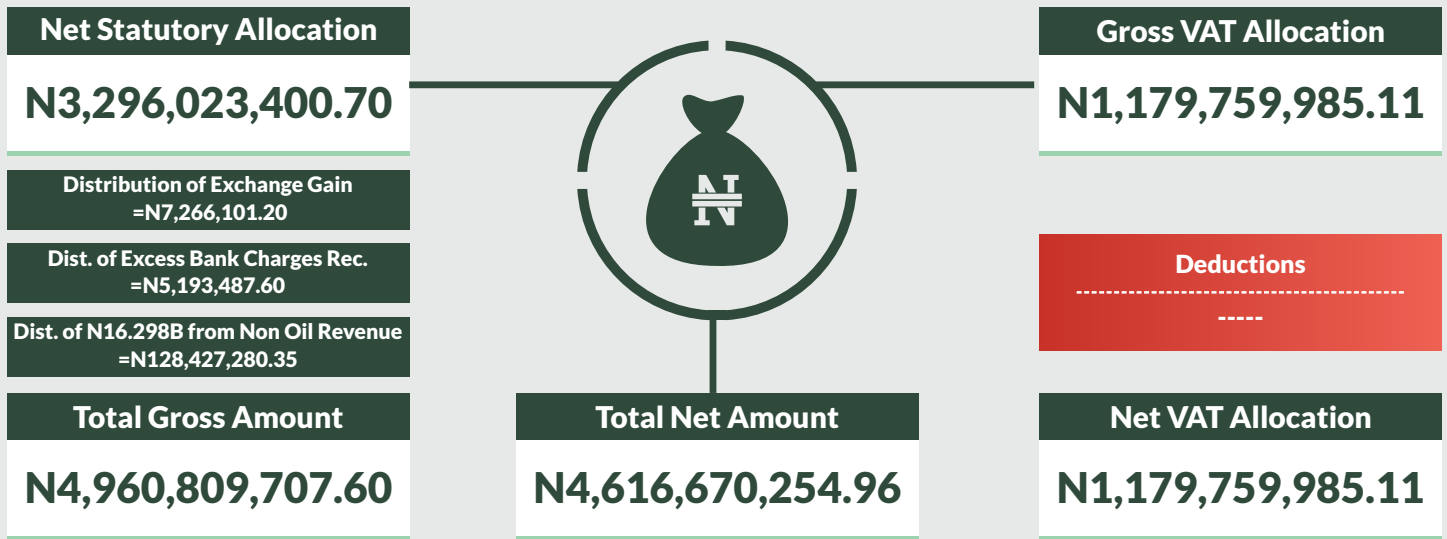 Net Statutory Allocation
N3,296,023,400.70
Distribution of Exchange Gain
=N7,266,101.20
Dist. of Excess Bank Charges Rec.
=N5,193,487.60
Dist. of N16.298B from Non Oil Revenue
=N128,427,280.35
Total Gross Amount
N4,960,809,707.60
₦
Total Net Amount
N4,616,670,254.96
Gross VAT Allocation
N1,179,759,985.11
Deductions
--------------------------------------------
-----
Net VAT Allocation
N1,179,759,985.11